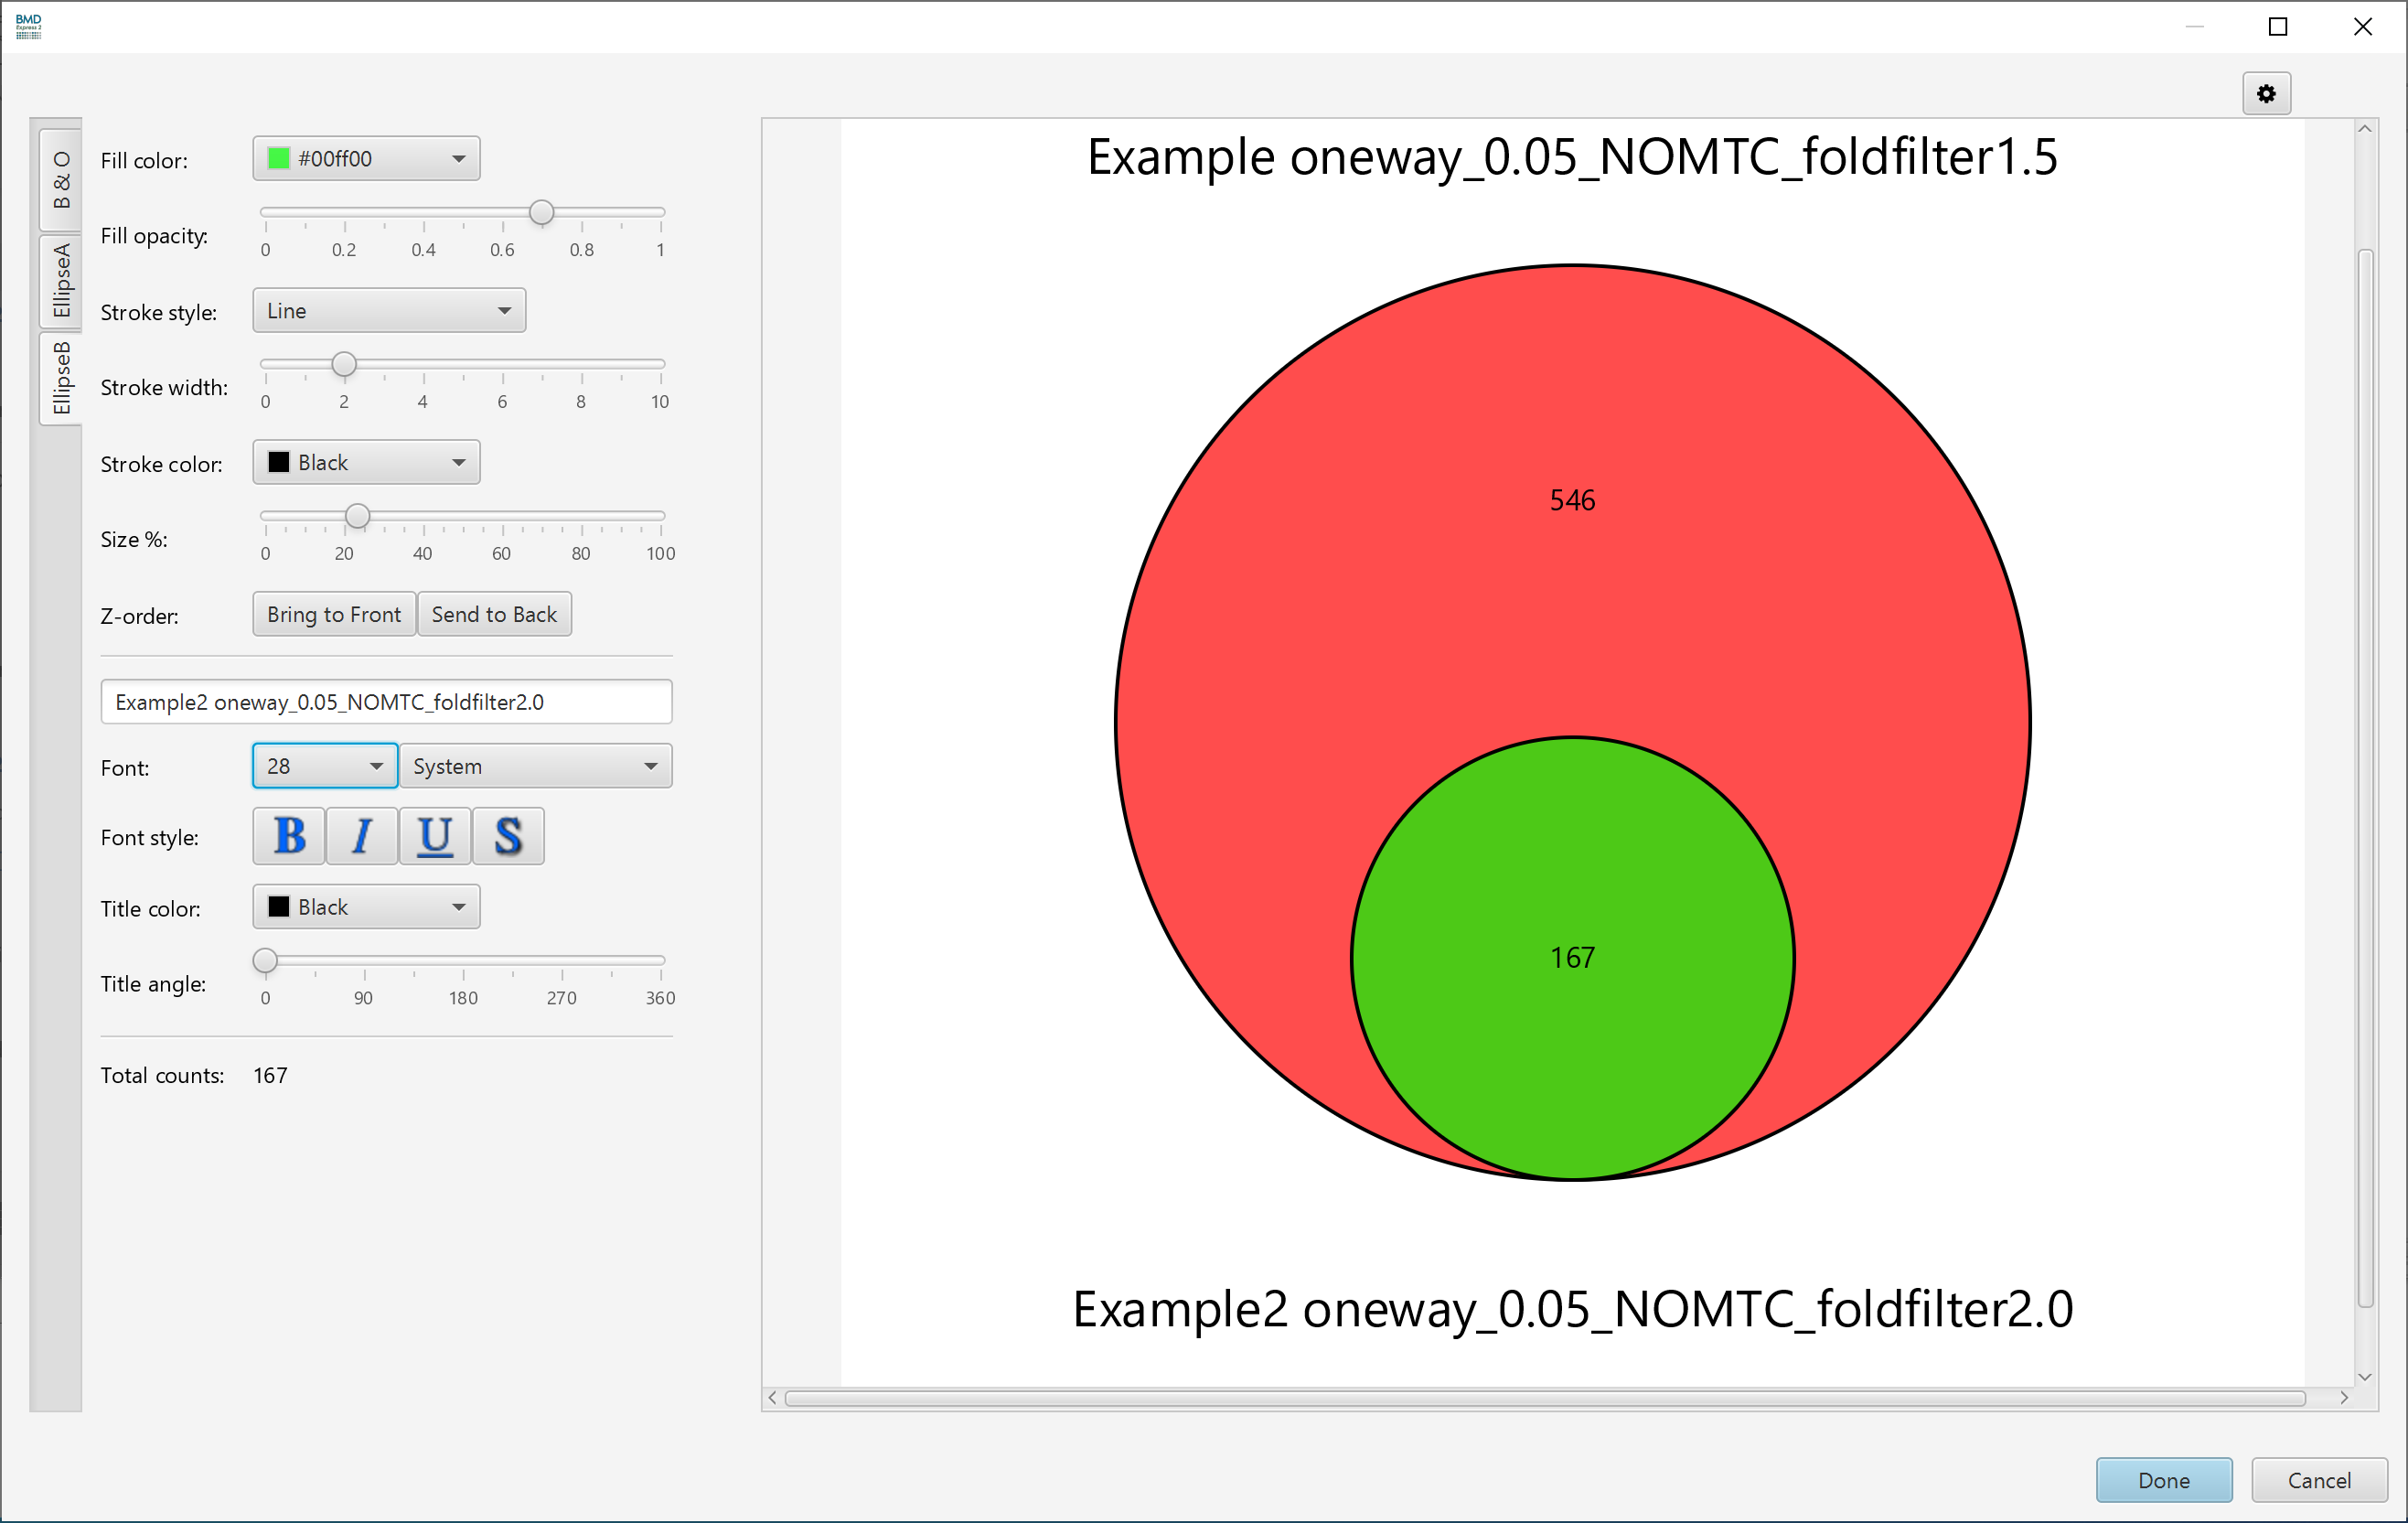 BMD
Express 2
B & O
EllipseA
EllipseB
Fill color:
#00ff00
Fill opacity:
0 0.2 0.4 0.6 0.8 1
Stroke style:
Line
Stroke width:
0 2 4 6 8 10
Stroke color:
Black
Size %:
0 20 40 60 80 100
Z-order:
Bring to Front
Send to Back
Example2 oneway_0.05_NOMTC_foldfilter2.0
Font:
28
System
Font style:
B I U S
Title color:
Black
Title angle:
0 90 180 270 360
Total counts: 167
Example oneway_0.05_NOMTC_foldfilter1.5
546
167
Example2 oneway_0.05_NOMTC_foldfilter2.0
Done
Cancel